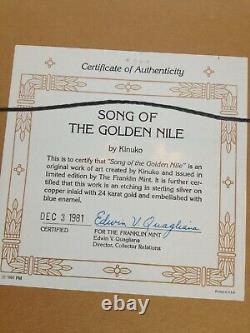 Certificate of Authenticity
SONG OF
THE GOLDEN NILE
by Kinuko
This is to certify that "Song of the Golden Nile" is an
original work of art created by Kinuko and issued in
limited edition by The Franklin Mint. It is further cer-
tified that this work is an etching in sterling silver on
copper inlaid with 24 karat gold and embellished with
blue enamel.
DEC 3 1981
Edwin V. Quagliana
CERTIFIED
FOR THE FRANKLIN MINT
Edwin V. Quagliana
Director, Collector Relations
© 1981 FM